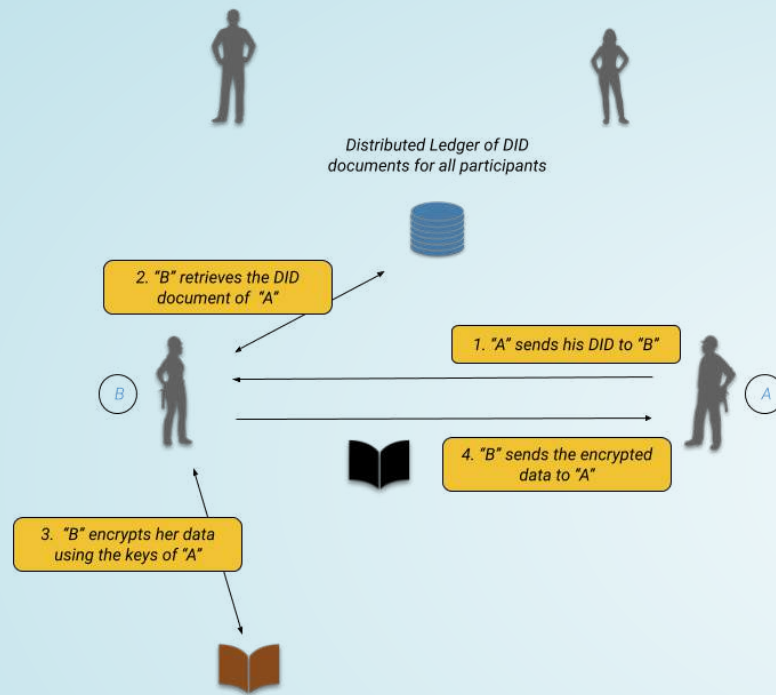 Distributed Ledger of DID
documents for all participants
2. "B" retrieves the DID
document of "A"
1. "A" sends his DID to "B"
B
A
4. "B" sends the encrypted
data to "A"
3. "B" encrypts her data
using the keys of "A"